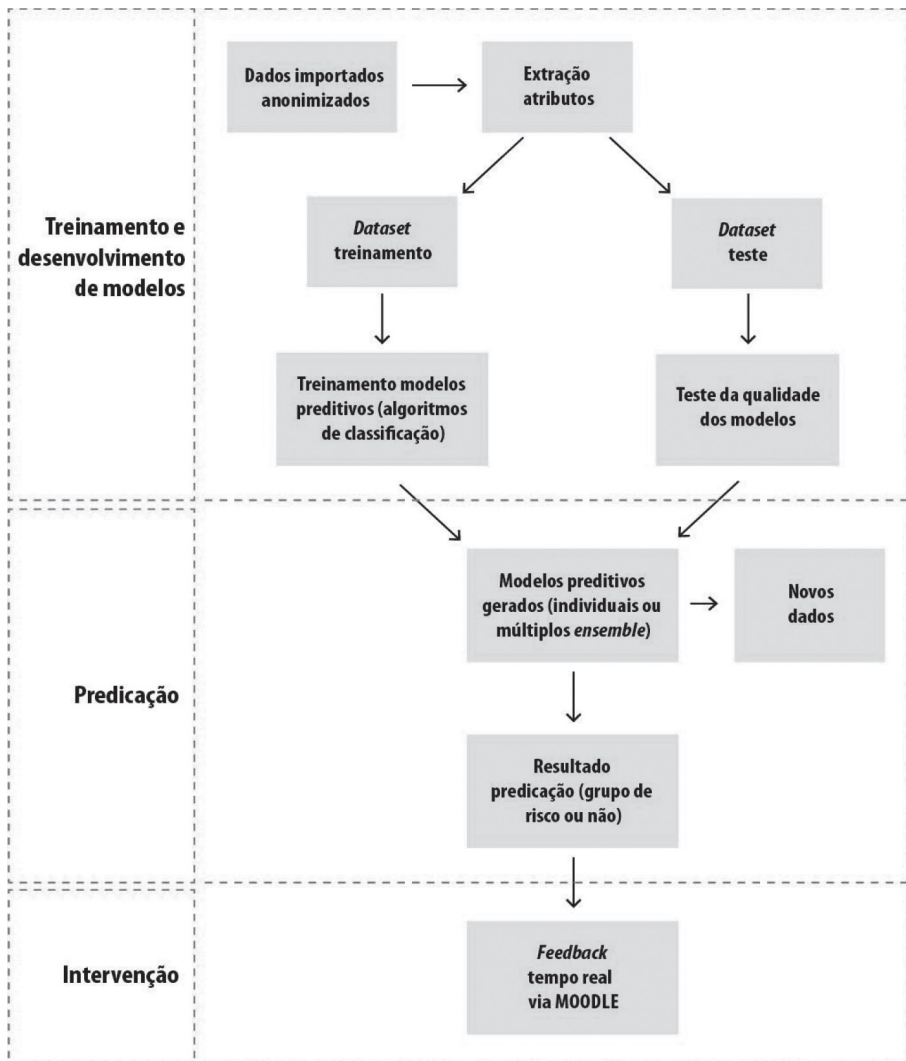 Dados importados
anonimizados
Extração
atributos
Treinamento e
desenvolvimento
de modelos
Dataset
treinamento
Dataset
teste
Treinamento modelos
preditivos (algoritmos
de classificação)
Teste da qualidade
dos modelos
Predicação
Modelos preditivos
gerados (individuais ou
múltiplos ensemble)
Novos
dados
Resultado
predicação (grupo de
risco ou não)
Intervenção
Feedback
tempo real
via MOODLE